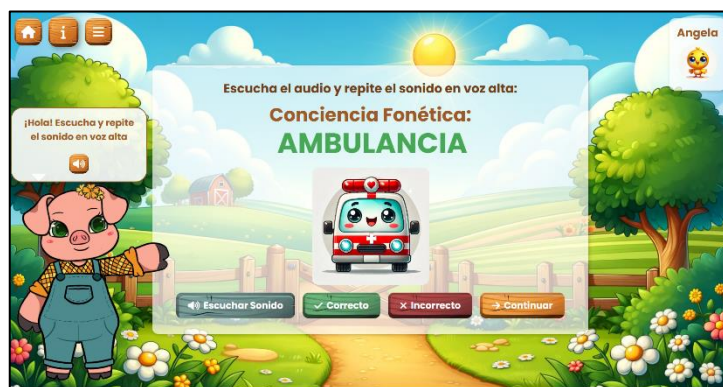 i
Angela
Escucha el audio y repite el sonido en voz alta:
Conciencia Fonética:
AMBULANCIA
¡Hola! Escucha y repite
el sonido en voz alta
Escuchar Sonido
Correcto
Incorrecto
Continuar